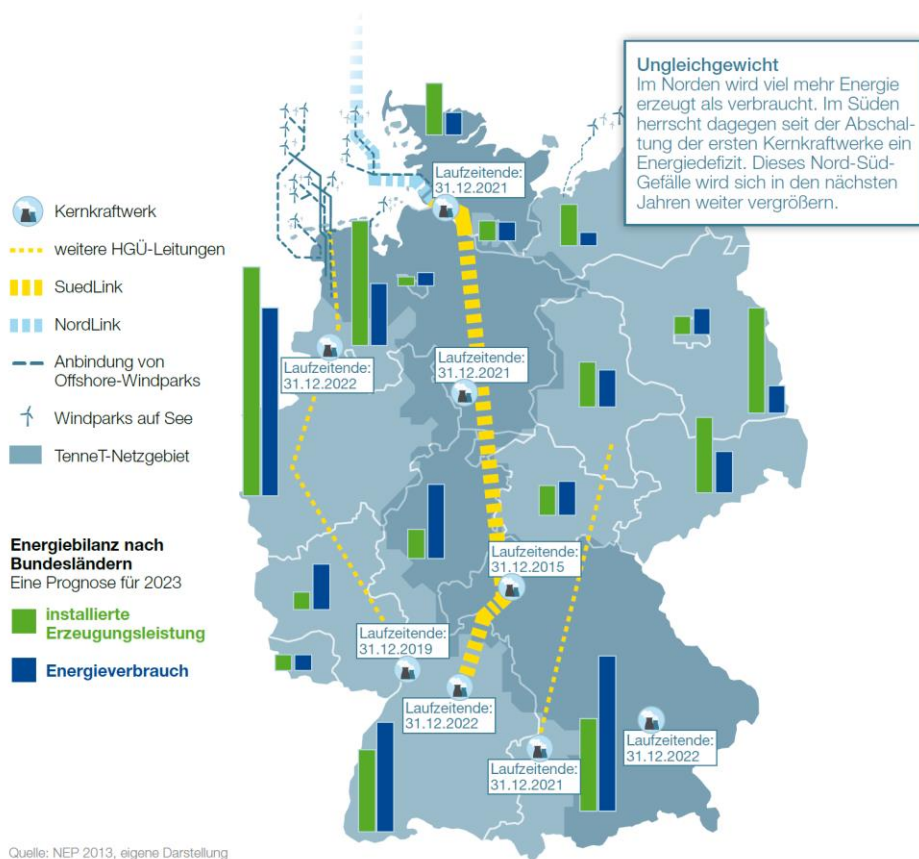 Ungleichgewicht
Im Norden wird viel mehr Energie
erzeugt als verbraucht. Im Süden
herrscht dagegen seit der Abschal-
tung der ersten Kernkraftwerke ein
Energiedefizit. Dieses Nord-Süd-
Gefälle wird sich in den nächsten
Jahren weiter vergrößern.
Laufzeitende:
31.12.2021
Kernkraftwerk
weitere HGÜ-Leitungen
SuedLink
NordLink
Anbindung von
Offshore-Windparks
Windparks auf See
TenneT-Netzgebiet
Laufzeitende:
31.12.2022
Laufzeitende:
31.12.2021
Energiebilanz nach
Bundesländern
Eine Prognose für 2023
installierte
Erzeugungsleistung
Energieverbrauch
Laufzeitende:
31.12.2015
Laufzeitende:
31.12.2019
Laufzeitende:
31.12.2022
Laufzeitende:
31.12.2021
Laufzeitende:
31.12.2022
Quelle: NEP 2013, eigene Darstellung